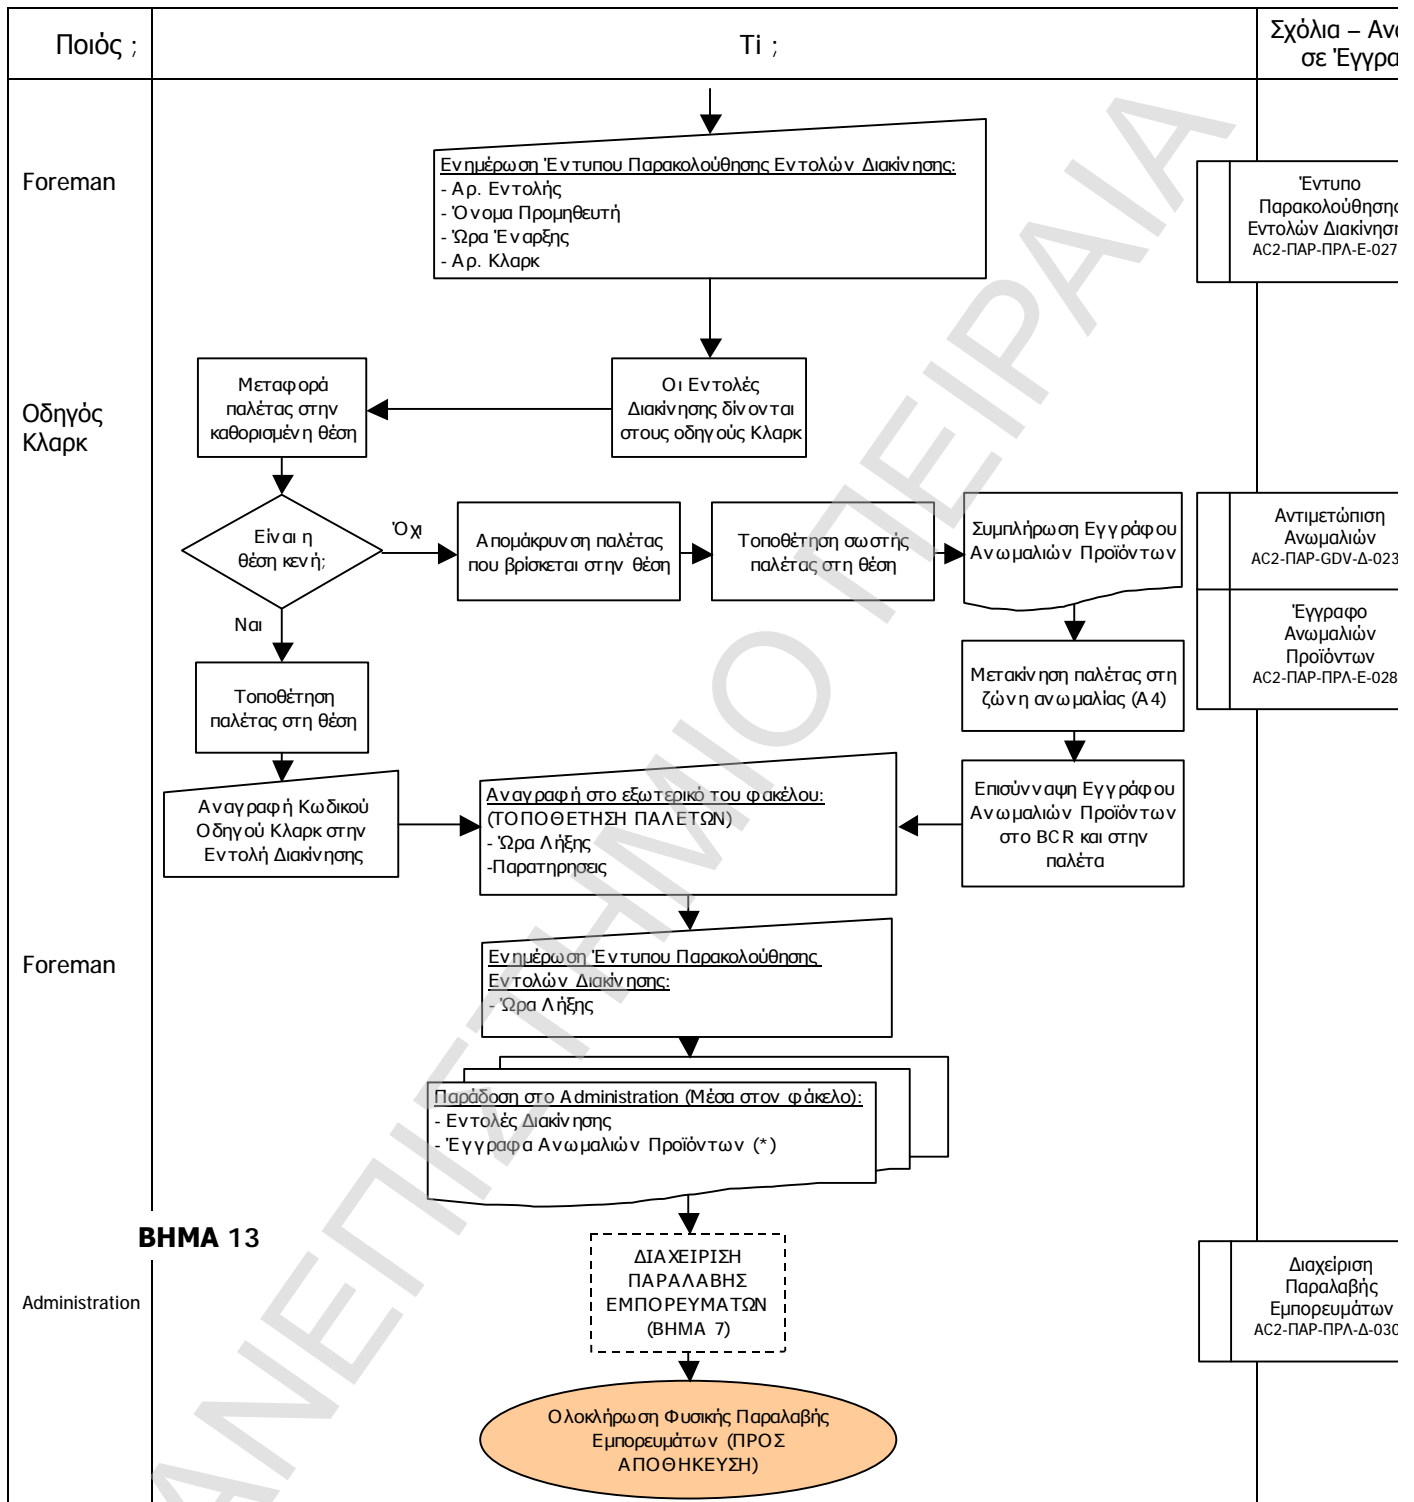 Ποιός ;
Τi ;
Σχόλια – Αν
σε Έγγρα
Foreman
Ενημέρωση Έντυπου Παρακολούθησης Εντολών Διακίνησης:
- Αρ. Εντολής
- Όνομα Προμηθευτή
- Ώρα Έναρξης
- Αρ. Κλαρκ
Έντυπο
Παρακολούθησης
Εντολών Διακίνησ
AC2-ΠΑΡ-ΠΡΛ-Ε-027
Οδηγός
Κλαρκ
Μεταφορά
παλέτας στην
καθορισμένη θέση
Οι Εντολές
Διακίνησης δίνονται
στους οδηγούς Κλαρκ
Είναι η
θέση κενή;
Όχι
Απομάκρυνση παλέτας
που βρίσκεται στην θέση
Τοποθέτηση σωστής
παλέτας στη θέση
Συμπλήρωση Εγγράφου
Ανωμαλιών Προϊόντων
Αντιμετώπιση
Ανωμαλιών
AC2-ΠΑΡ-GDV-Δ-023
Ναι
Έγγραφο
Ανωμαλιών
Προϊόντων
AC2-ΠΑΡ-ΠΡΛ-Ε-028
Τοποθέτηση
παλέτας στη θέση
Μετακίνηση παλέτας στη
ζώνη ανωμαλίας (Α4)
Αναγραφή Κωδικού
Οδηγού Κλαρκ στην
Εντολή Διακίνησης
Αναγραφή στο εξωτερικό του φακέλου:
(ΤΟΠΟΘΕΤΗΣΗ ΠΑΛΕΤΩΝ)
- Ώρα Λήξης
-Παρατηρησεις
Επισύνναψη Εγγράφου
Ανωμαλιών Προϊόντων
στο BCR και στην
παλέτα
Foreman
Ενημέρωση Έντυπου Παρακολούθησης
Εντολών Διακίνησης:
- Ώρα Λήξης
Παράδοση στο Administration (Μέσα στον φάκελο):
- Εντολές Διακίνησης
- Έγγραφα Ανωμαλιών Προϊόντων (*)
ΒΗΜΑ 13
Administration
ΔΙΑΧΕΙΡΙΣΗ
ΠΑΡΑΛΑΒΗΣ
ΕΜΠΟΡΕΥΜΑΤΩΝ
(ΒΗΜΑ 7)
Διαχείριση
Παραλαβής
Εμπορευμάτων
AC2-ΠΑΡ-ΠΡΛ-Δ-030
Ολοκλήρωση Φυσικής Παραλαβής
Εμπορευμάτων (ΠΡΟΣ
ΑΠΟΘΗΚΕΥΣΗ)
ΑΝΕΠΙΣΤΗΜΙΟ ΠΕΙΡΑΙΑ